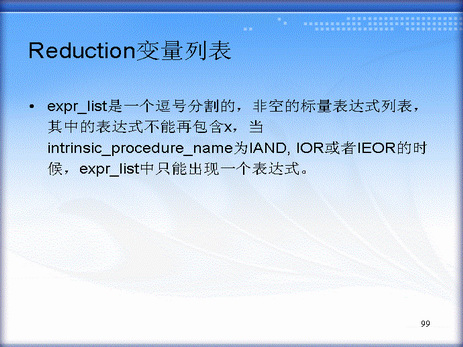 Reduction变量列表
• expr_list是一个逗号分割的，非空的标量表达式列表，
其中的表达式不能再包含x，当
intrinsic_procedure_name为IAND, IOR或者IEOR的时
候，expr_list中只能出现一个表达式。
99